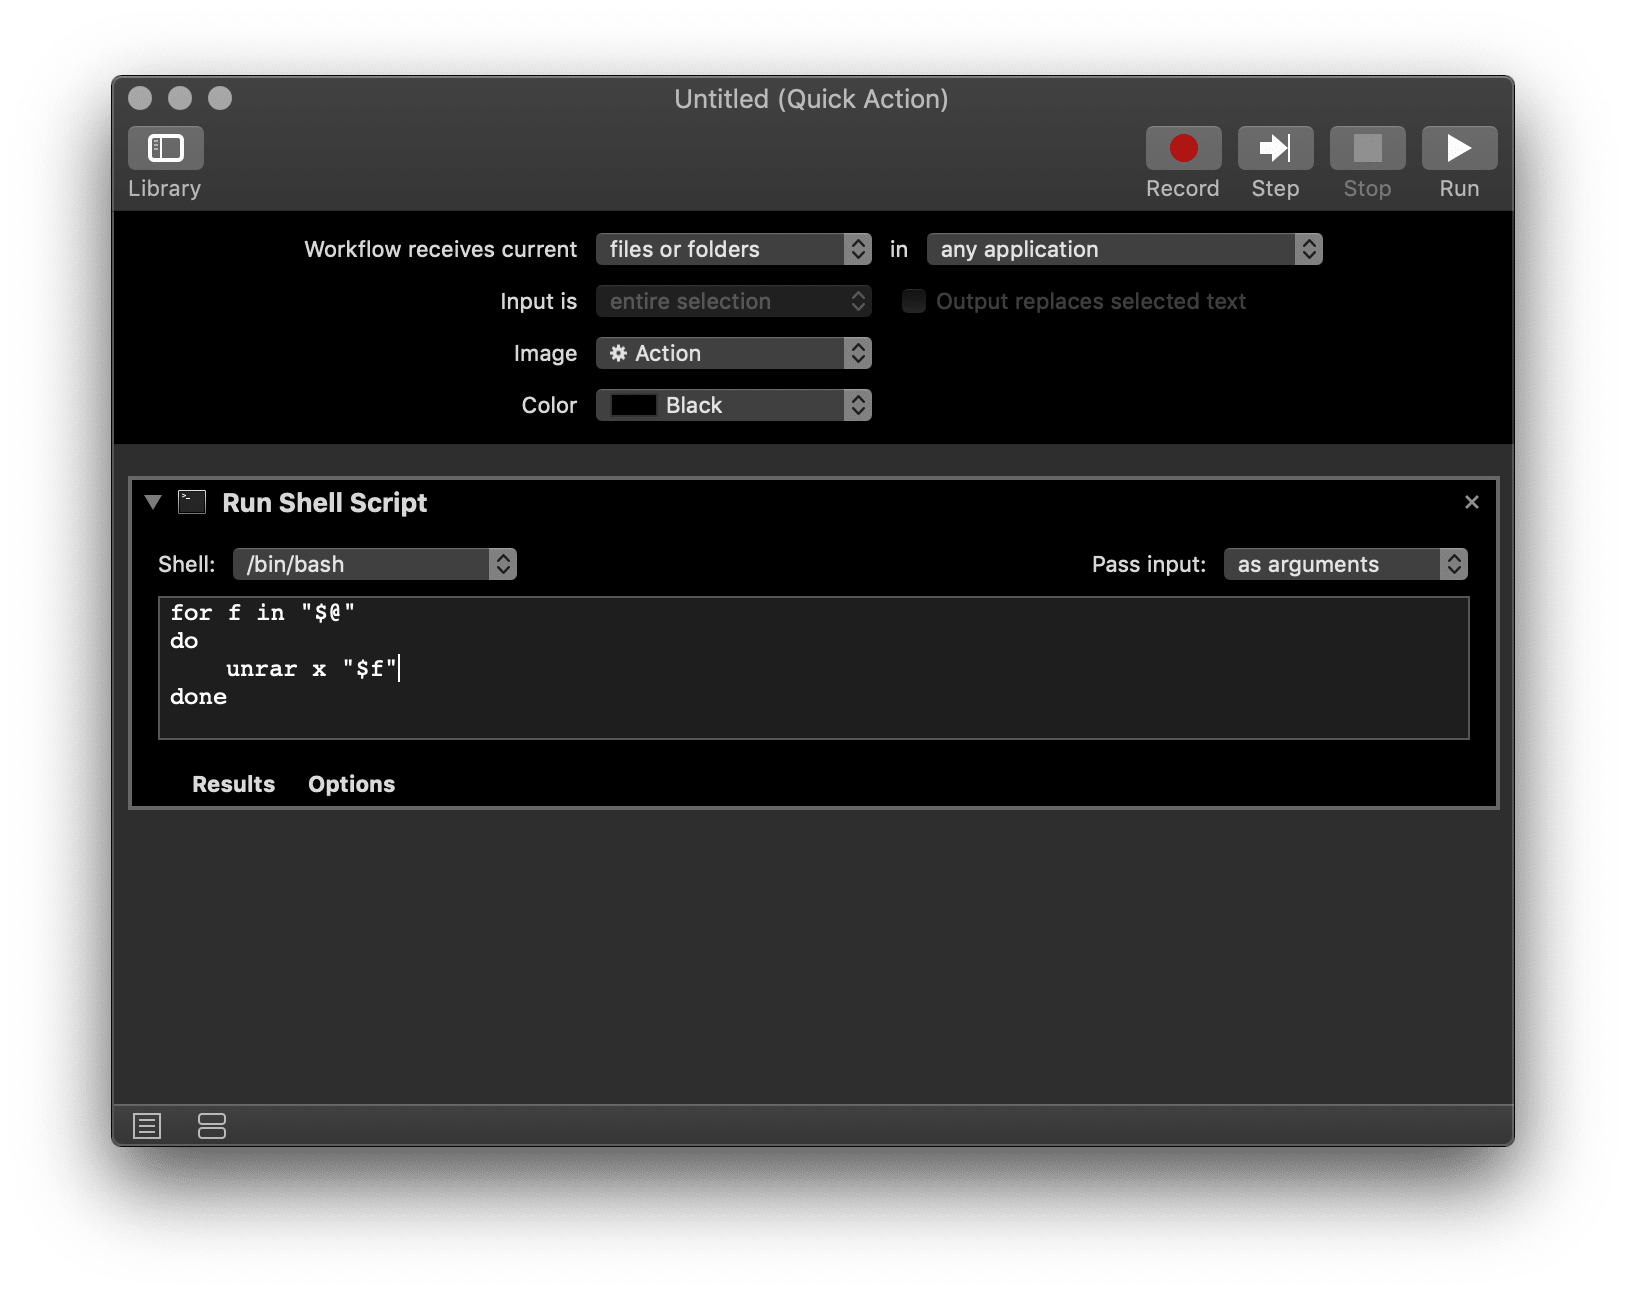 Untitled (Quick Action)
Library
Record Step Stop Run
Workflow receives current files or folders in any application
Input is entire selection Output replaces selected text
Image Action
Color Black
Run Shell Script
Shell: /bin/bash Pass input: as arguments
for f in "$@"
do
    unrar x "$f"
done
Results Options